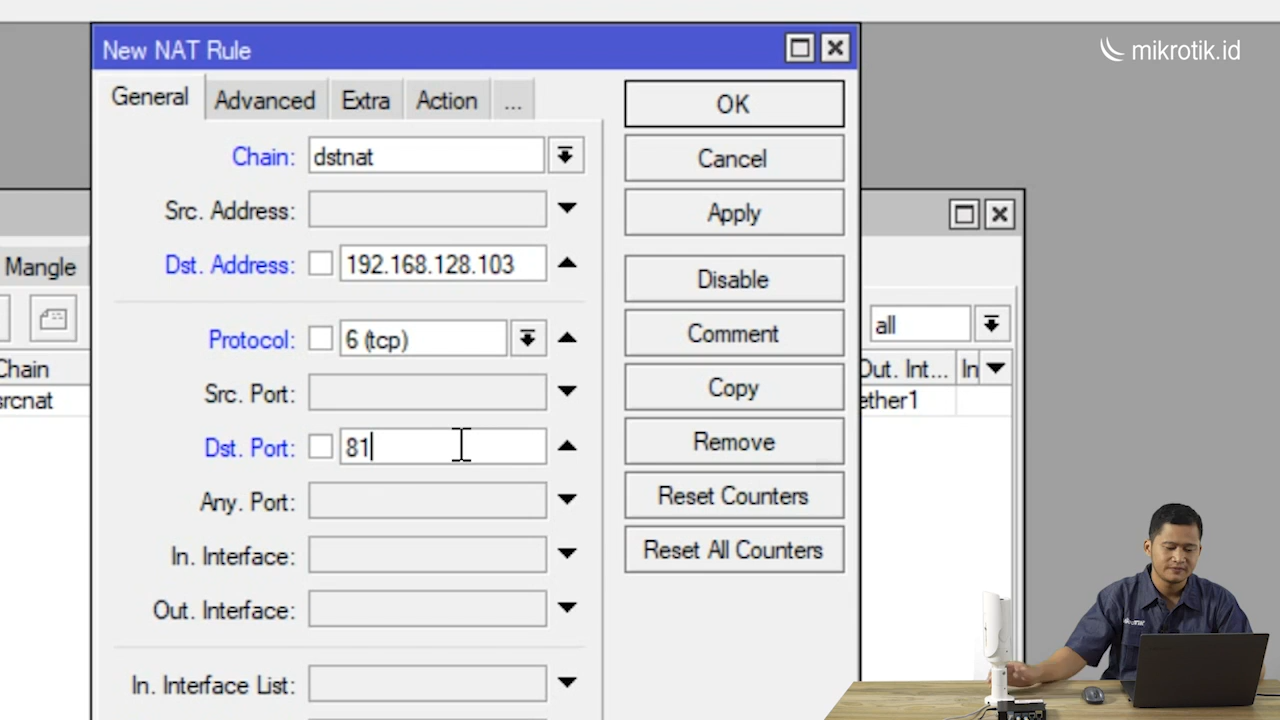 New NAT Rule
mikrotik.id
General
Advanced
Extra
Action
...
OK
Chain:
dstnat
Cancel
Src. Address:
Apply
Dst. Address:
192.168.128.103
Mangle
Disable
Protocol:
6 (tcp)
Comment
all
Chain
Out. Int...
In
Src. Port:
Copy
srcnat
ether1
Dst. Port:
81
Remove
Any. Port:
Reset Counters
In. Interface:
Reset All Counters
Out. Interface:
In. Interface List: